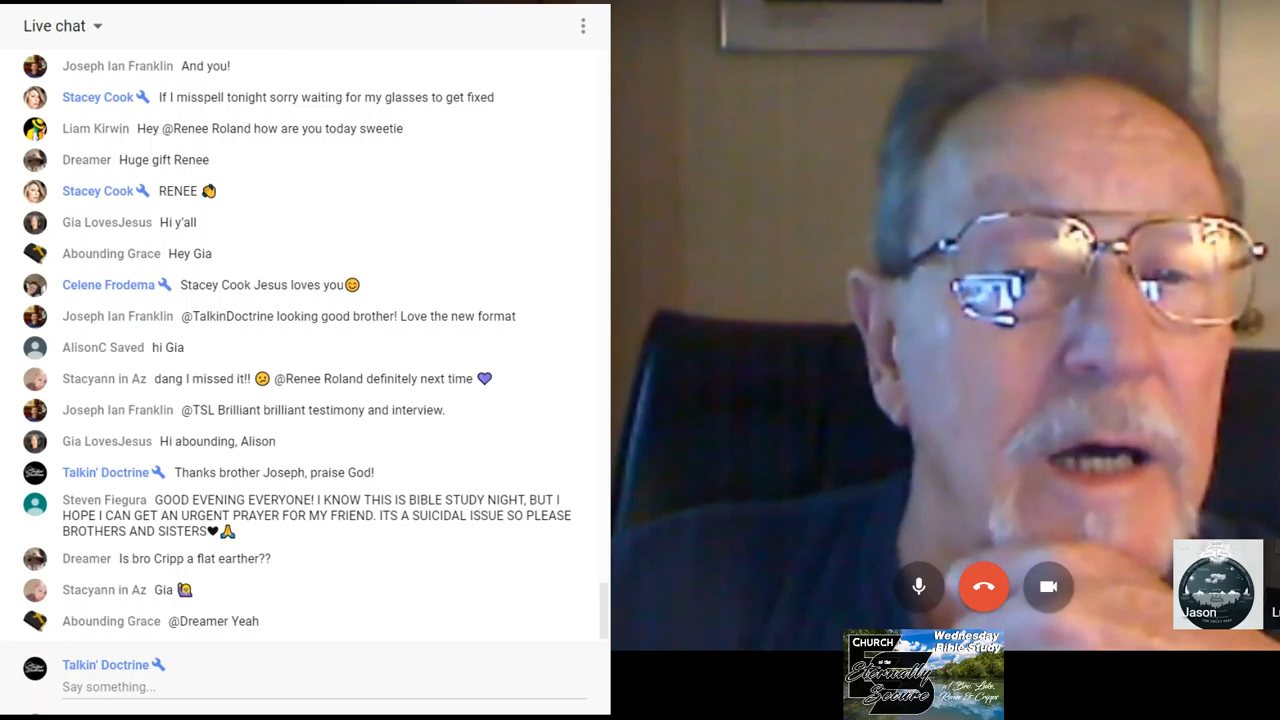 Live chat
Joseph Ian Franklin And you!
Stacey Cook If I misspell tonight sorry waiting for my glasses to get fixed
Liam Kirwin Hey @Renee Roland how are you today sweetie
Dreamer Huge gift Renee
Stacey Cook RENEE 👏
Gia LovesJesus Hi y'all
Abounding Grace Hey Gia
Celene Frodema Stacey Cook Jesus loves you😊
Joseph Ian Franklin @TalkinDoctrine looking good brother! Love the new format
AlisonC Saved hi Gia
Stacyann in Az dang I missed it!! 😕 @Renee Roland definitely next time 💜
Joseph Ian Franklin @TSL Brilliant brilliant testimony and interview.
Gia LovesJesus Hi abounding, Alison
Talkin' Doctrine Thanks brother Joseph, praise God!
Steven Fiegura GOOD EVENING EVERYONE! I KNOW THIS IS BIBLE STUDY NIGHT, BUT I
HOPE I CAN GET AN URGENT PRAYER FOR MY FRIEND. ITS A SUICIDAL ISSUE SO PLEASE
BROTHERS AND SISTERS🖤🙏
Dreamer Is bro Cripp a flat earther??
Stacyann in Az Gia 🙋
Abounding Grace @Dreamer Yeah
Talkin' Doctrine
Say something...
Jason
CHURCH
of the
Eternally
Secure
Wednesday
Bible Study
w/ Bro. Luke,
Renee & Cripps